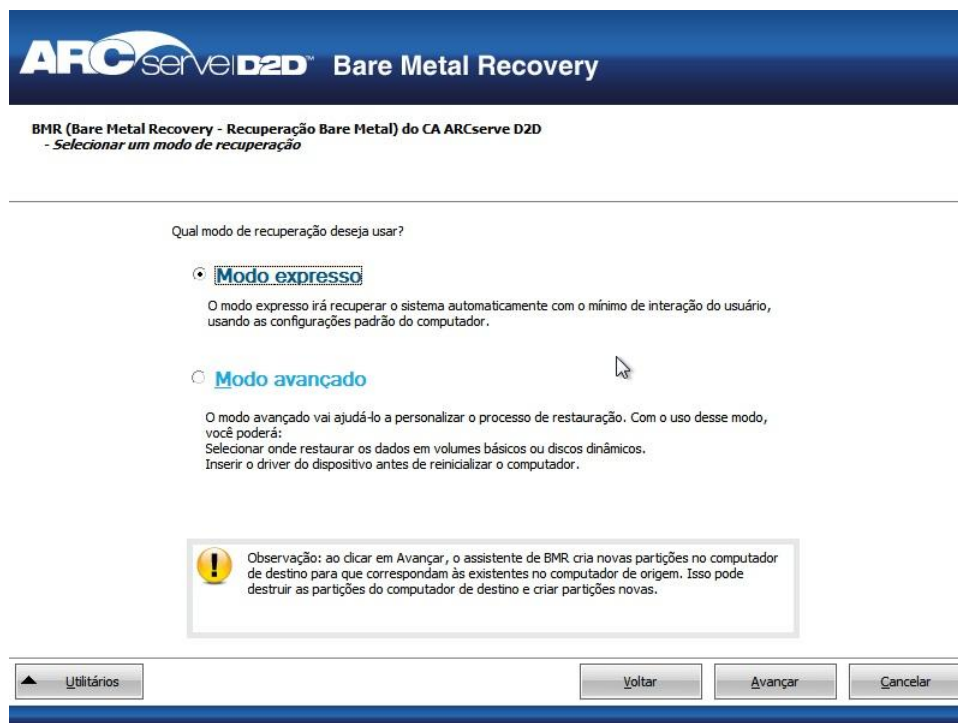 ARCserve D2D™ Bare Metal Recovery
BMR (Bare Metal Recovery - Recuperação Bare Metal) do CA ARCserve D2D
- Selecionar um modo de recuperação
Qual modo de recuperação deseja usar?
Modo expresso
O modo expresso irá recuperar o sistema automaticamente com o mínimo de interação do usuário,
usando as configurações padrão do computador.
Modo avançado
O modo avançado vai ajudá-lo a personalizar o processo de restauração. Com o uso desse modo,
você poderá:
Selecionar onde restaurar os dados em volumes básicos ou discos dinâmicos.
Inserir o driver do dispositivo antes de reinicializar o computador.
Observação: ao clicar em Avançar, o assistente de BMR cria novas partições no computador
de destino para que correspondam às existentes no computador de origem. Isso pode
destruir as partições do computador de destino e criar partições novas.
Utilitários
Voltar
Avançar
Cancelar